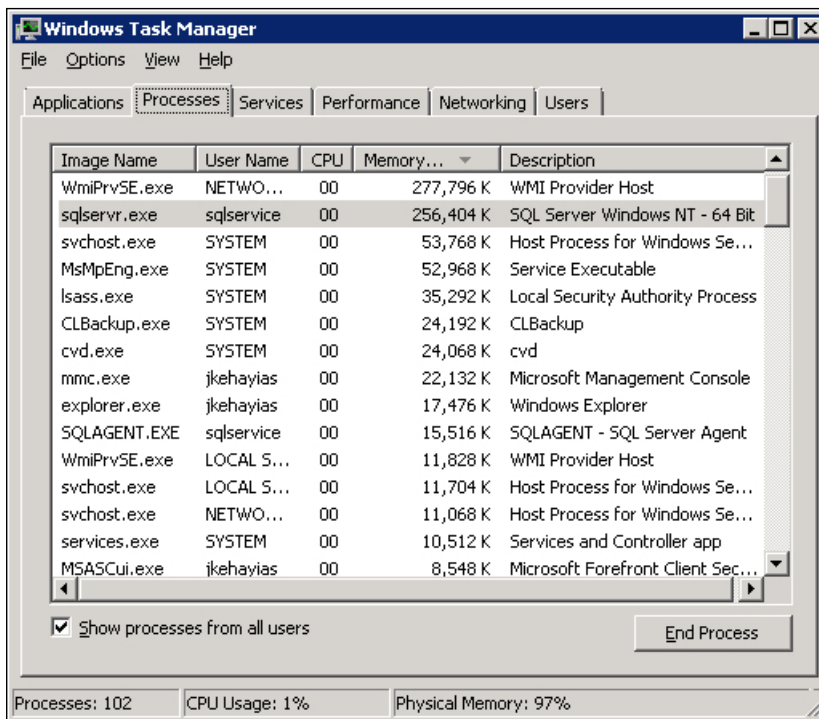 Windows Task Manager
File Options View Help
Applications Processes Services Performance Networking Users
Image Name User Name CPU Memory... Description
WmiPrvSE.exe NETWO... 00 277,796 K WMI Provider Host
sqlservr.exe sqlservice 00 256,404 K SQL Server Windows NT - 64 Bit
svchost.exe SYSTEM 00 53,768 K Host Process for Windows Se...
MsMpEng.exe SYSTEM 00 52,968 K Service Executable
lsass.exe SYSTEM 00 35,292 K Local Security Authority Process
CLBackup.exe SYSTEM 00 24,192 K CLBackup
cvd.exe SYSTEM 00 24,068 K cvd
mmc.exe jkehayias 00 22,132 K Microsoft Management Console
explorer.exe jkehayias 00 17,476 K Windows Explorer
SQLAGENT.EXE sqlservice 00 15,516 K SQLAGENT - SQL Server Agent
WmiPrvSE.exe LOCAL S... 00 11,828 K WMI Provider Host
svchost.exe LOCAL S... 00 11,704 K Host Process for Windows Se...
svchost.exe NETWO... 00 11,068 K Host Process for Windows Se...
services.exe SYSTEM 00 10,512 K Services and Controller app
MSASCui.exe jkehayias 00 8,548 K Microsoft Forefront Client Sec...
Show processes from all users
End Process
Processes: 102 CPU Usage: 1% Physical Memory: 97%